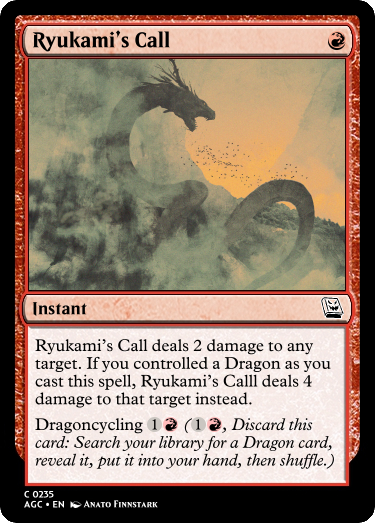 Ryukami's Call
Instant
Ryukami's Call deals 2 damage to any
target. If you controlled a Dragon as you
cast this spell, Ryukami's Calll deals 4
damage to that target instead.
Dragoncycling 1 (1, Discard this
card: Search your library for a Dragon card,
reveal it, put it into your hand, then shuffle.)
C 0235
AGC • EN Anato Finnstark